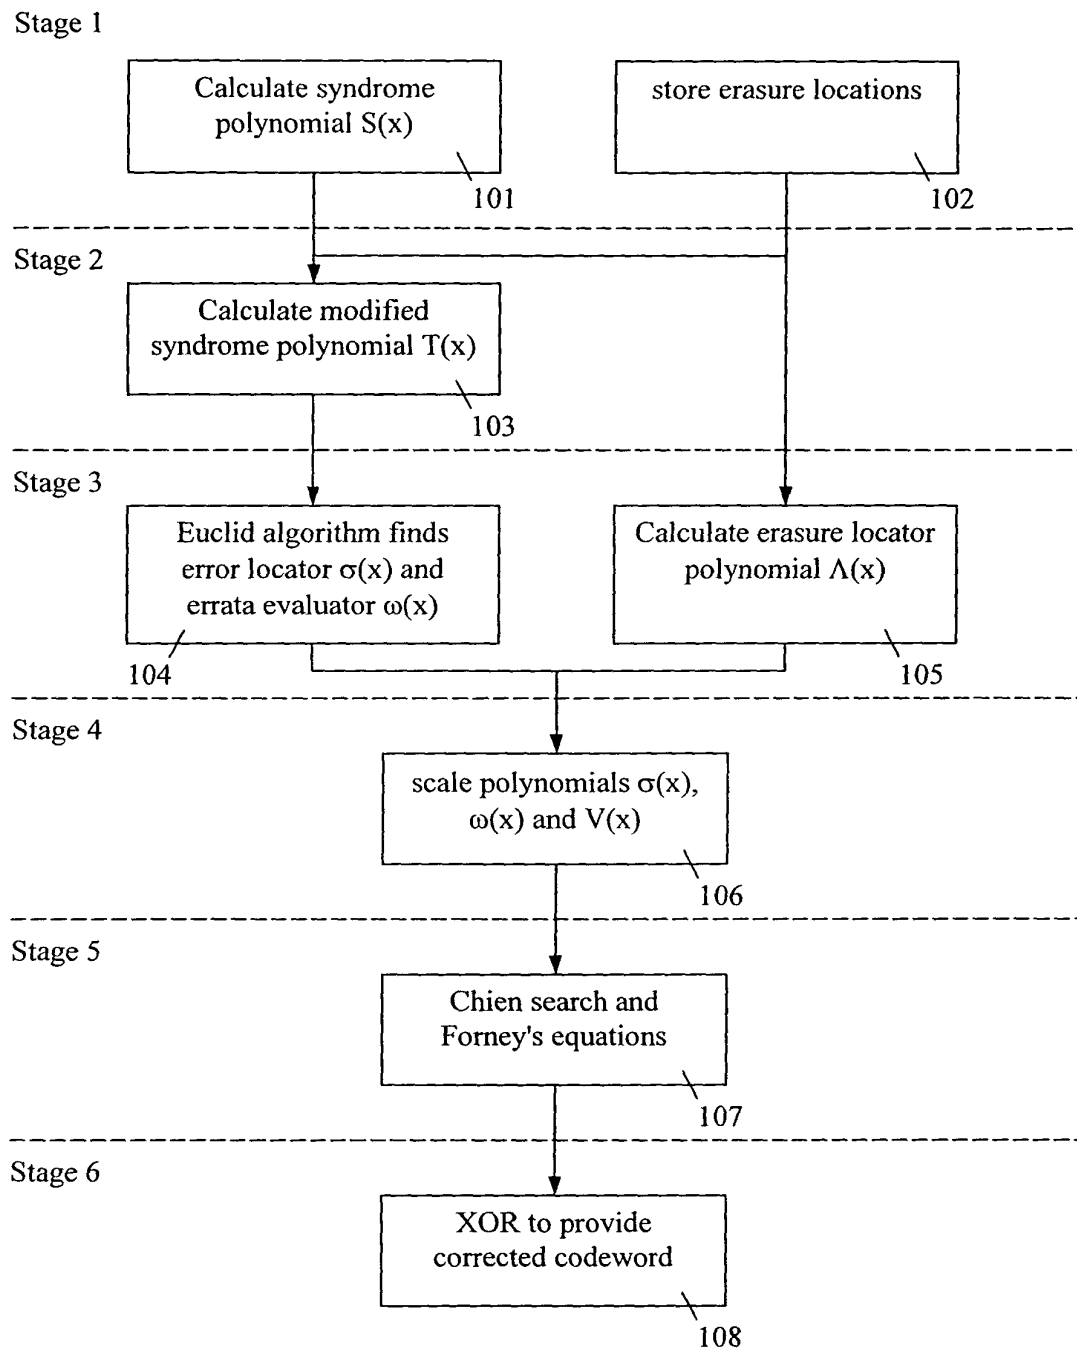 Stage 1
Calculate syndrome
polynomial S(x)
101
store erasure locations
102
Stage 2
Calculate modified
syndrome polynomial T(x)
103
Stage 3
Euclid algorithm finds
error locator σ(x) and
errata evaluator ω(x)
104
Calculate erasure locator
polynomial Λ(x)
105
Stage 4
scale polynomials σ(x),
ω(x) and V(x)
106
Stage 5
Chien search and
Forney's equations
107
Stage 6
XOR to provide
corrected codeword
108